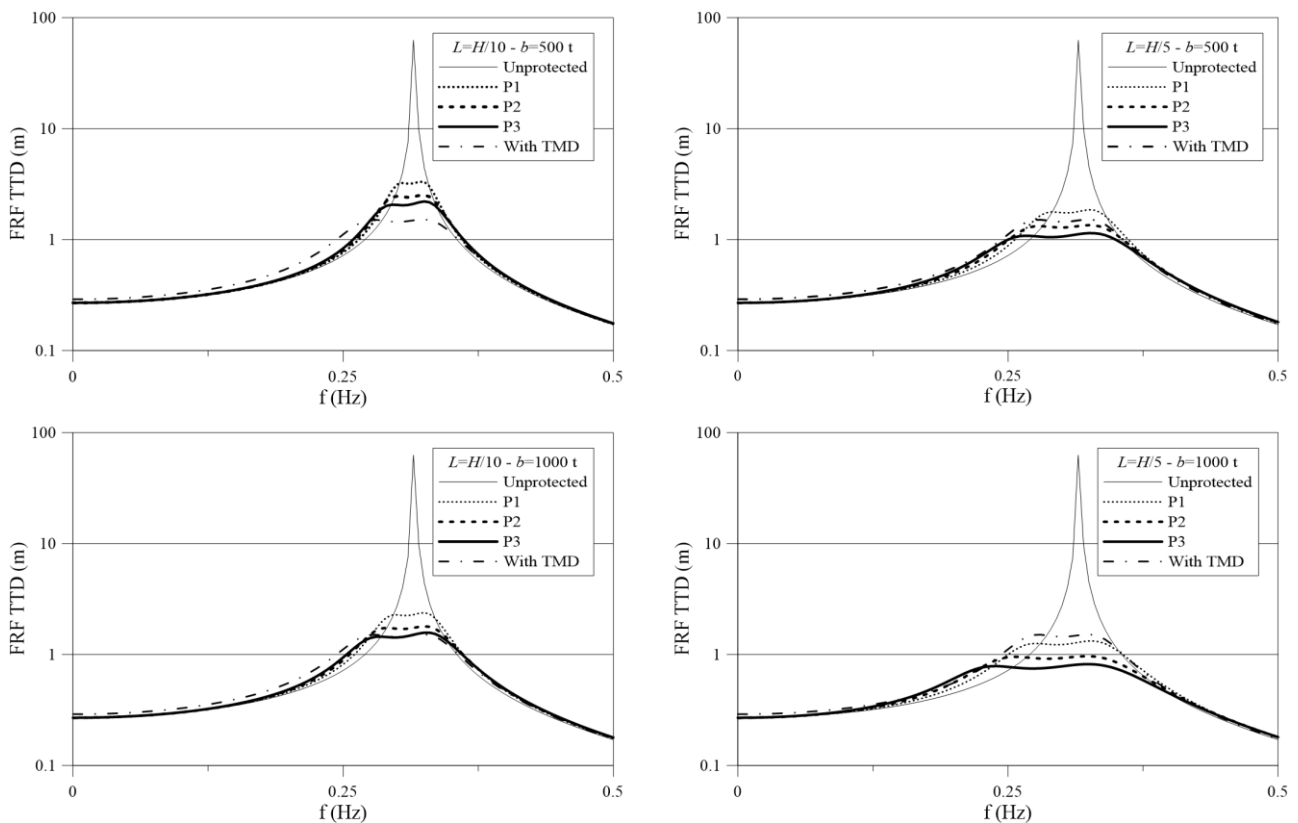 100
10
1
0.1
FRF TTD (m)
L=H/10 - b=500 t
Unprotected
P1
P2
P3
With TMD
0
0.25
0.5
f (Hz)
100
10
1
0.1
FRF TTD (m)
L=H/5 - b=500 t
Unprotected
P1
P2
P3
With TMD
0
0.25
0.5
f (Hz)
100
10
1
0.1
FRF TTD (m)
L=H/10 - b=1000 t
Unprotected
P1
P2
P3
With TMD
0
0.25
0.5
f (Hz)
100
10
1
0.1
FRF TTD (m)
L=H/5 - b=1000 t
Unprotected
P1
P2
P3
With TMD
0
0.25
0.5
f (Hz)